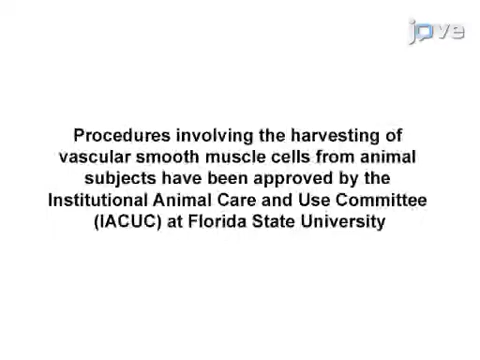 jove
Procedures involving the harvesting of
vascular smooth muscle cells from animal
subjects have been approved by the
Institutional Animal Care and Use Committee
(IACUC) at Florida State University